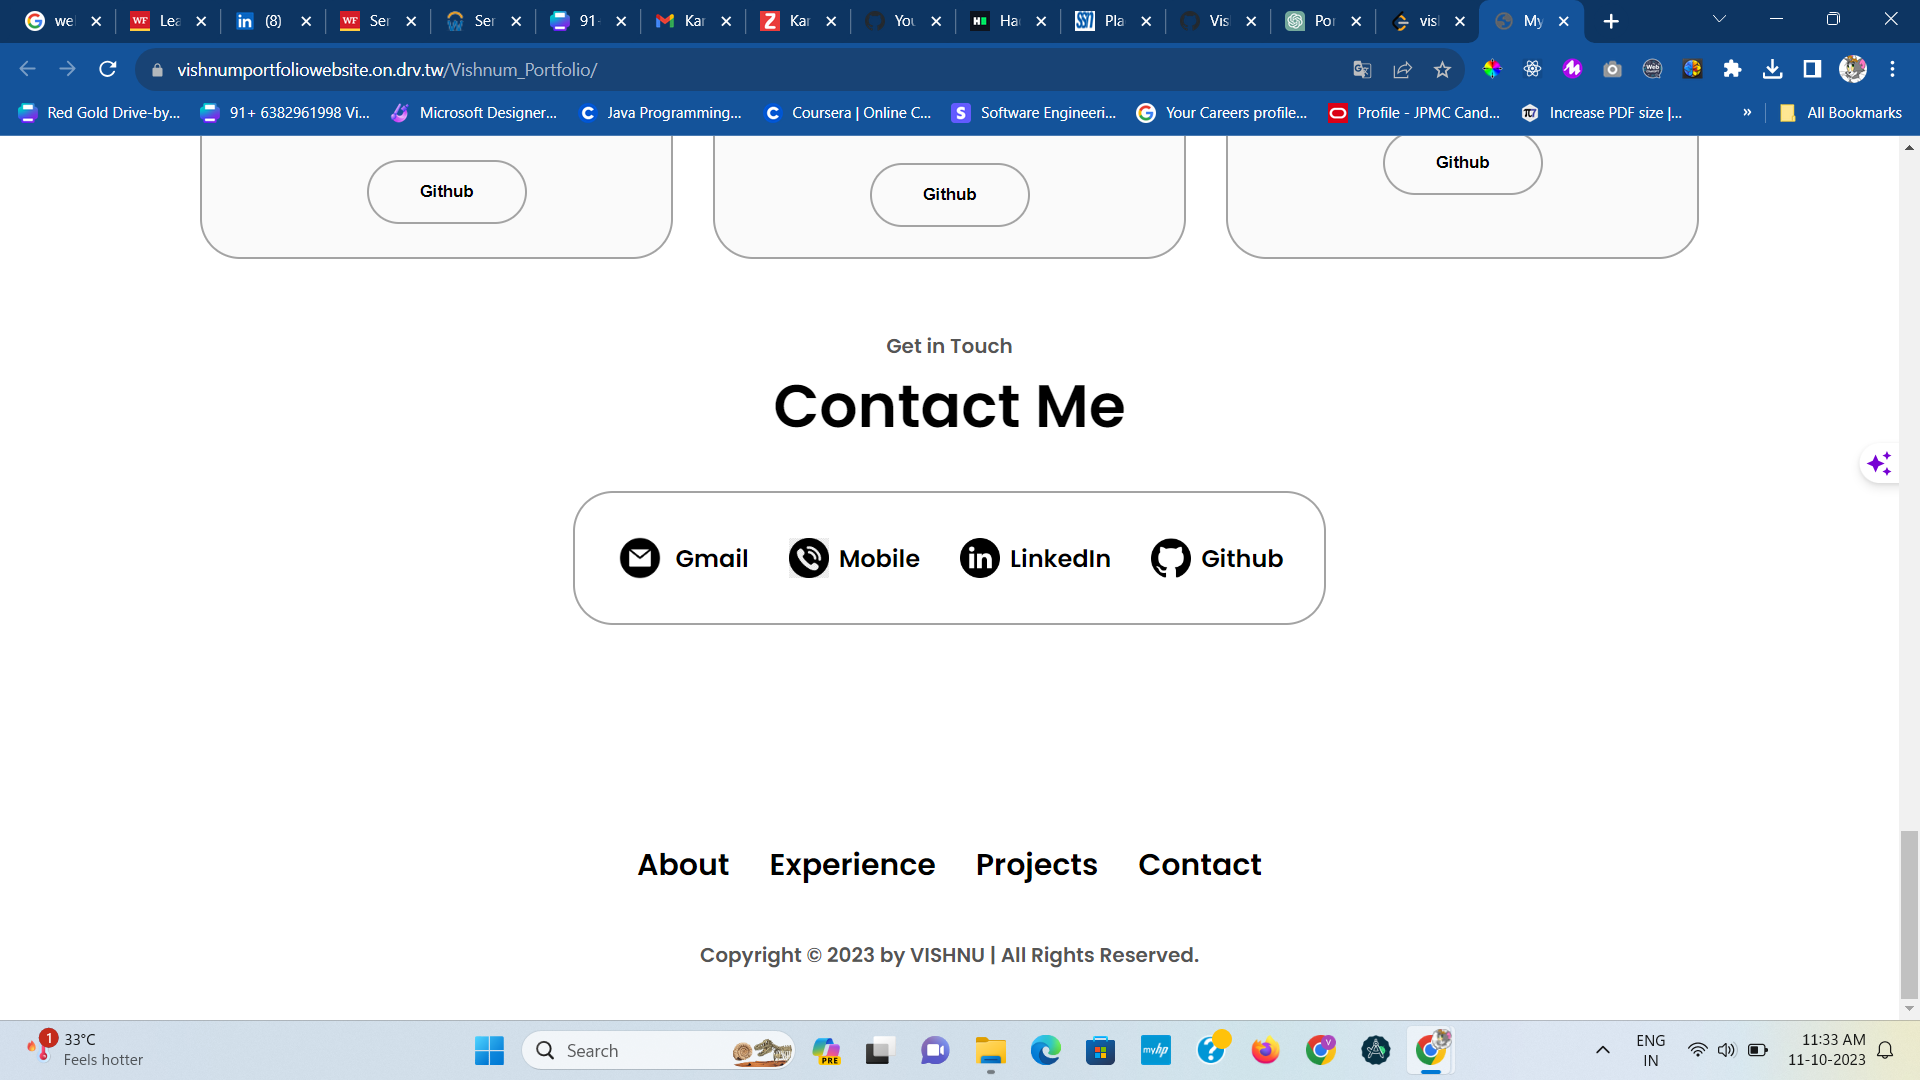 we
Lea
(8)
Ser
Ser
91-
Kar
Kar
You
Ha
Pla
Vis
Por
vis
My
vishnumportfoliowebsite.on.drv.tw/Vishnum_Portfolio/
Red Gold Drive-by...
91+ 6382961998 Vi...
Microsoft Designer...
Java Programming...
Coursera | Online C...
Software Engineeri...
Your Careers profile...
Profile - JPMC Cand...
Increase PDF size |...
»
All Bookmarks
Github
Github
Github
Get in Touch
Contact Me
Gmail
Mobile
LinkedIn
Github
About
Experience
Projects
Contact
Copyright © 2023 by VISHNU | All Rights Reserved.
1
33°C
Feels hotter
Search
PRE
myhp
ENG
IN
11:33 AM
11-10-2023